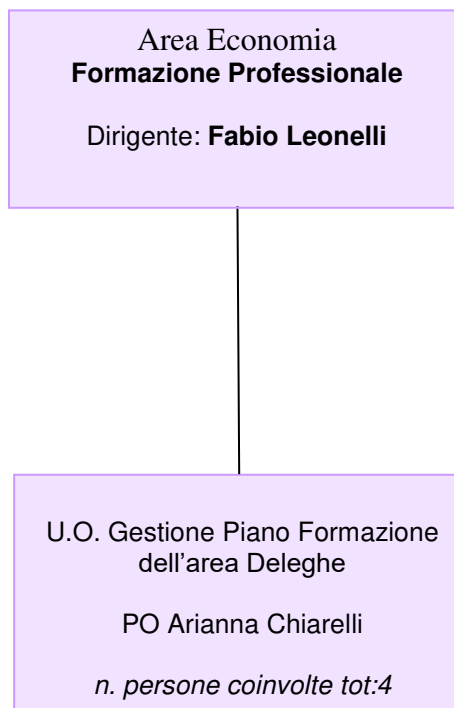 Area Economia
Formazione Professionale
Dirigente: Fabio Leonelli
U.O. Gestione Piano Formazione
dell'area Deleghe
PO Arianna Chiarelli
n. persone coinvolte tot:4